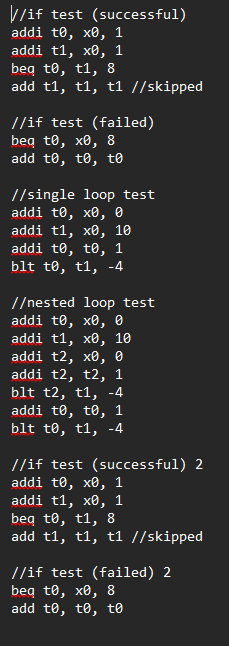 //if test (successful)
addi t0, x0, 1
addi t1, x0, 1
beq t0, t1, 8
add t1, t1, t1 //skipped

//if test (failed)
beq t0, x0, 8
add t0, t0, t0

//single loop test
addi t0, x0, 0
addi t1, x0, 10
addi t0, t0, 1
blt t0, t1, -4

//nested loop test
addi t0, x0, 0
addi t1, x0, 10
addi t2, x0, 0
addi t2, t2, 1
blt t2, t1, -4
addi t0, t0, 1
blt t0, t1, -4

//if test (successful) 2
addi t0, x0, 1
addi t1, x0, 1
beq t0, t1, 8
add t1, t1, t1 //skipped

//if test (failed) 2
beq t0, x0, 8
add t0, t0, t0